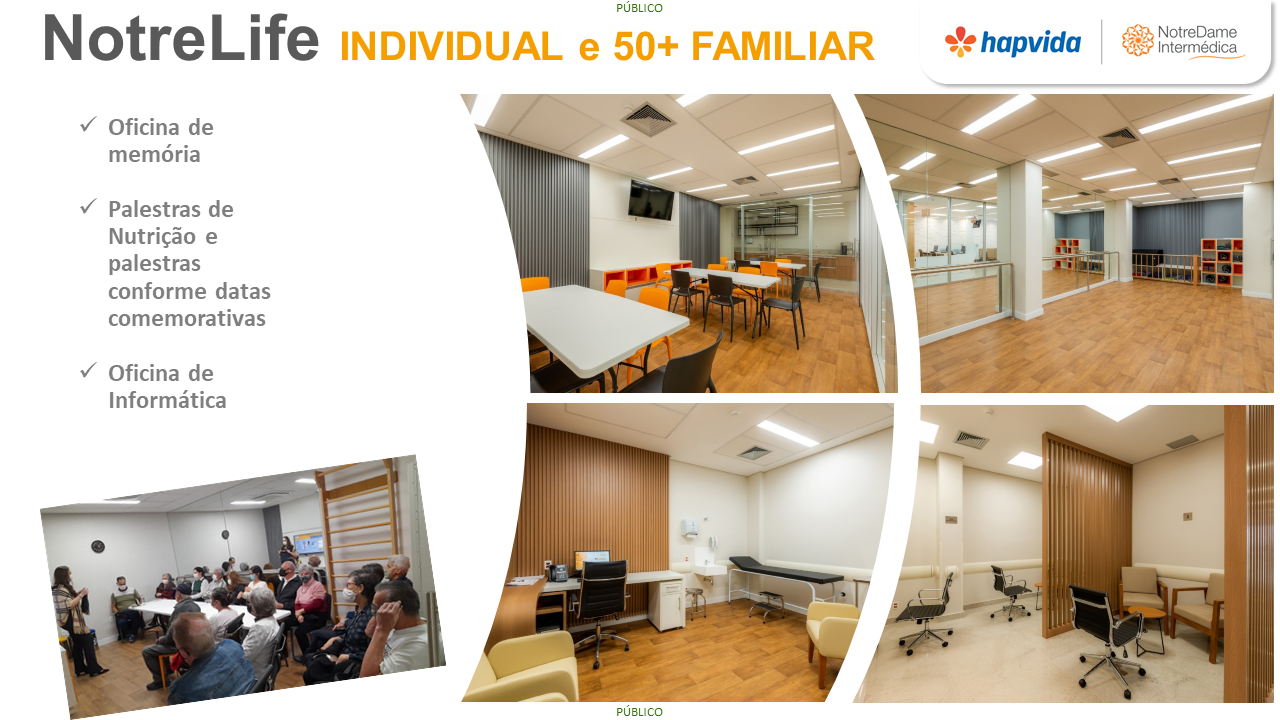 PÚBLICO
NotreLife INDIVIDUAL e 50+ FAMILIAR
hapvida
NotreDame
Intermédica
Oficina de
memória
Palestras de
Nutrição e
palestras
conforme datas
comemorativas
Oficina de
Informática
PÚBLICO